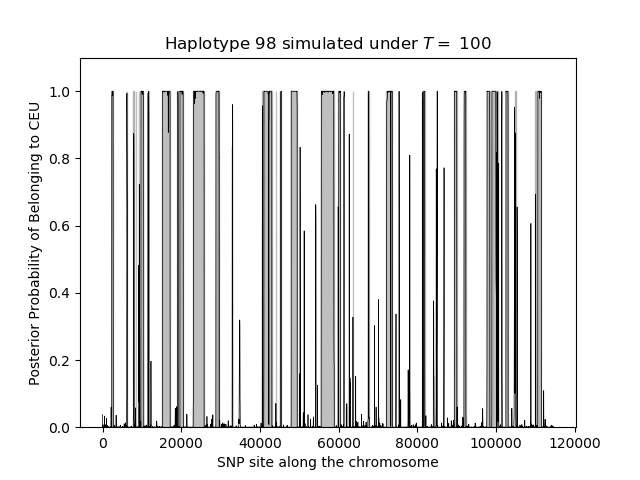 Haplotype 98 simulated under T = 100
Posterior Probability of Belonging to CEU
1.0
0.8
0.6
0.4
0.2
0.0
0 20000 40000 60000 80000 100000 120000
SNP site along the chromosome